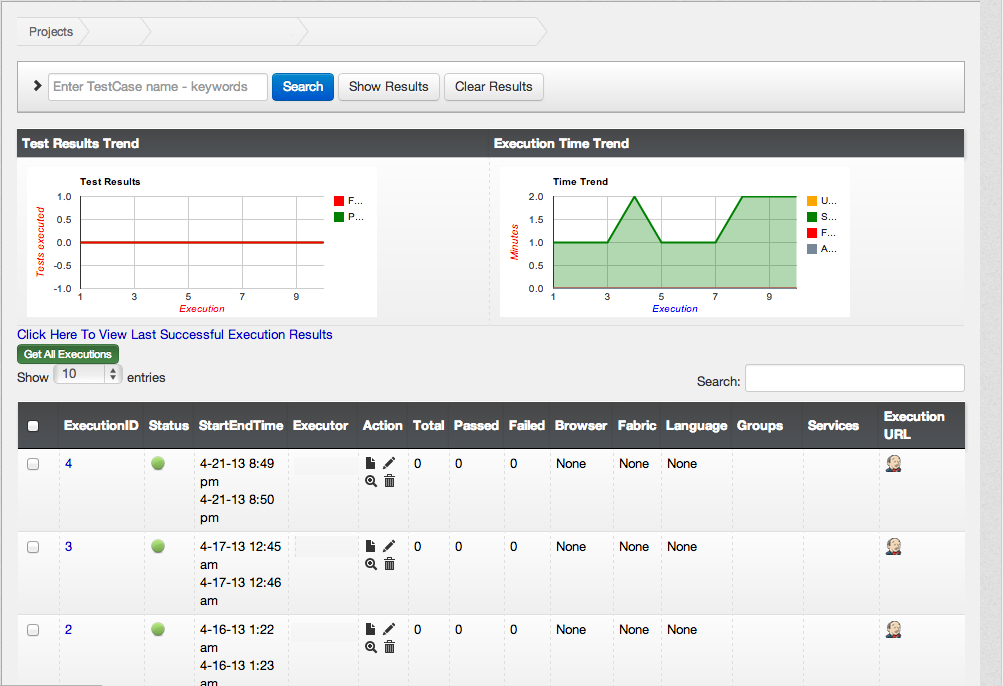 Projects
Enter TestCase name - keywords
Search
Show Results
Clear Results
Test Results Trend
Execution Time Trend
Test Results
1.0
0.5
0.0
-0.5
-1.0
Tests executed
1 3 5 7 9
Execution
F...
P...
Time Trend
2.0
1.5
1.0
0.5
0.0
Minutes
1 3 5 7 9
Execution
U...
S...
F...
A...
Click Here To View Last Successful Execution Results
Get All Executions
Show 10 entries
Search:
ExecutionID Status StartEndTime Executor Action Total Passed Failed Browser Fabric Language Groups Services Execution
URL
4 4-21-13 8:49 0 0 0 None None None
pm
4-21-13 8:50
pm
3 4-17-13 12:45 0 0 0 None None None
am
4-17-13 12:46
am
2 4-16-13 1:22 0 0 0 None None None
am
4-16-13 1:23
am